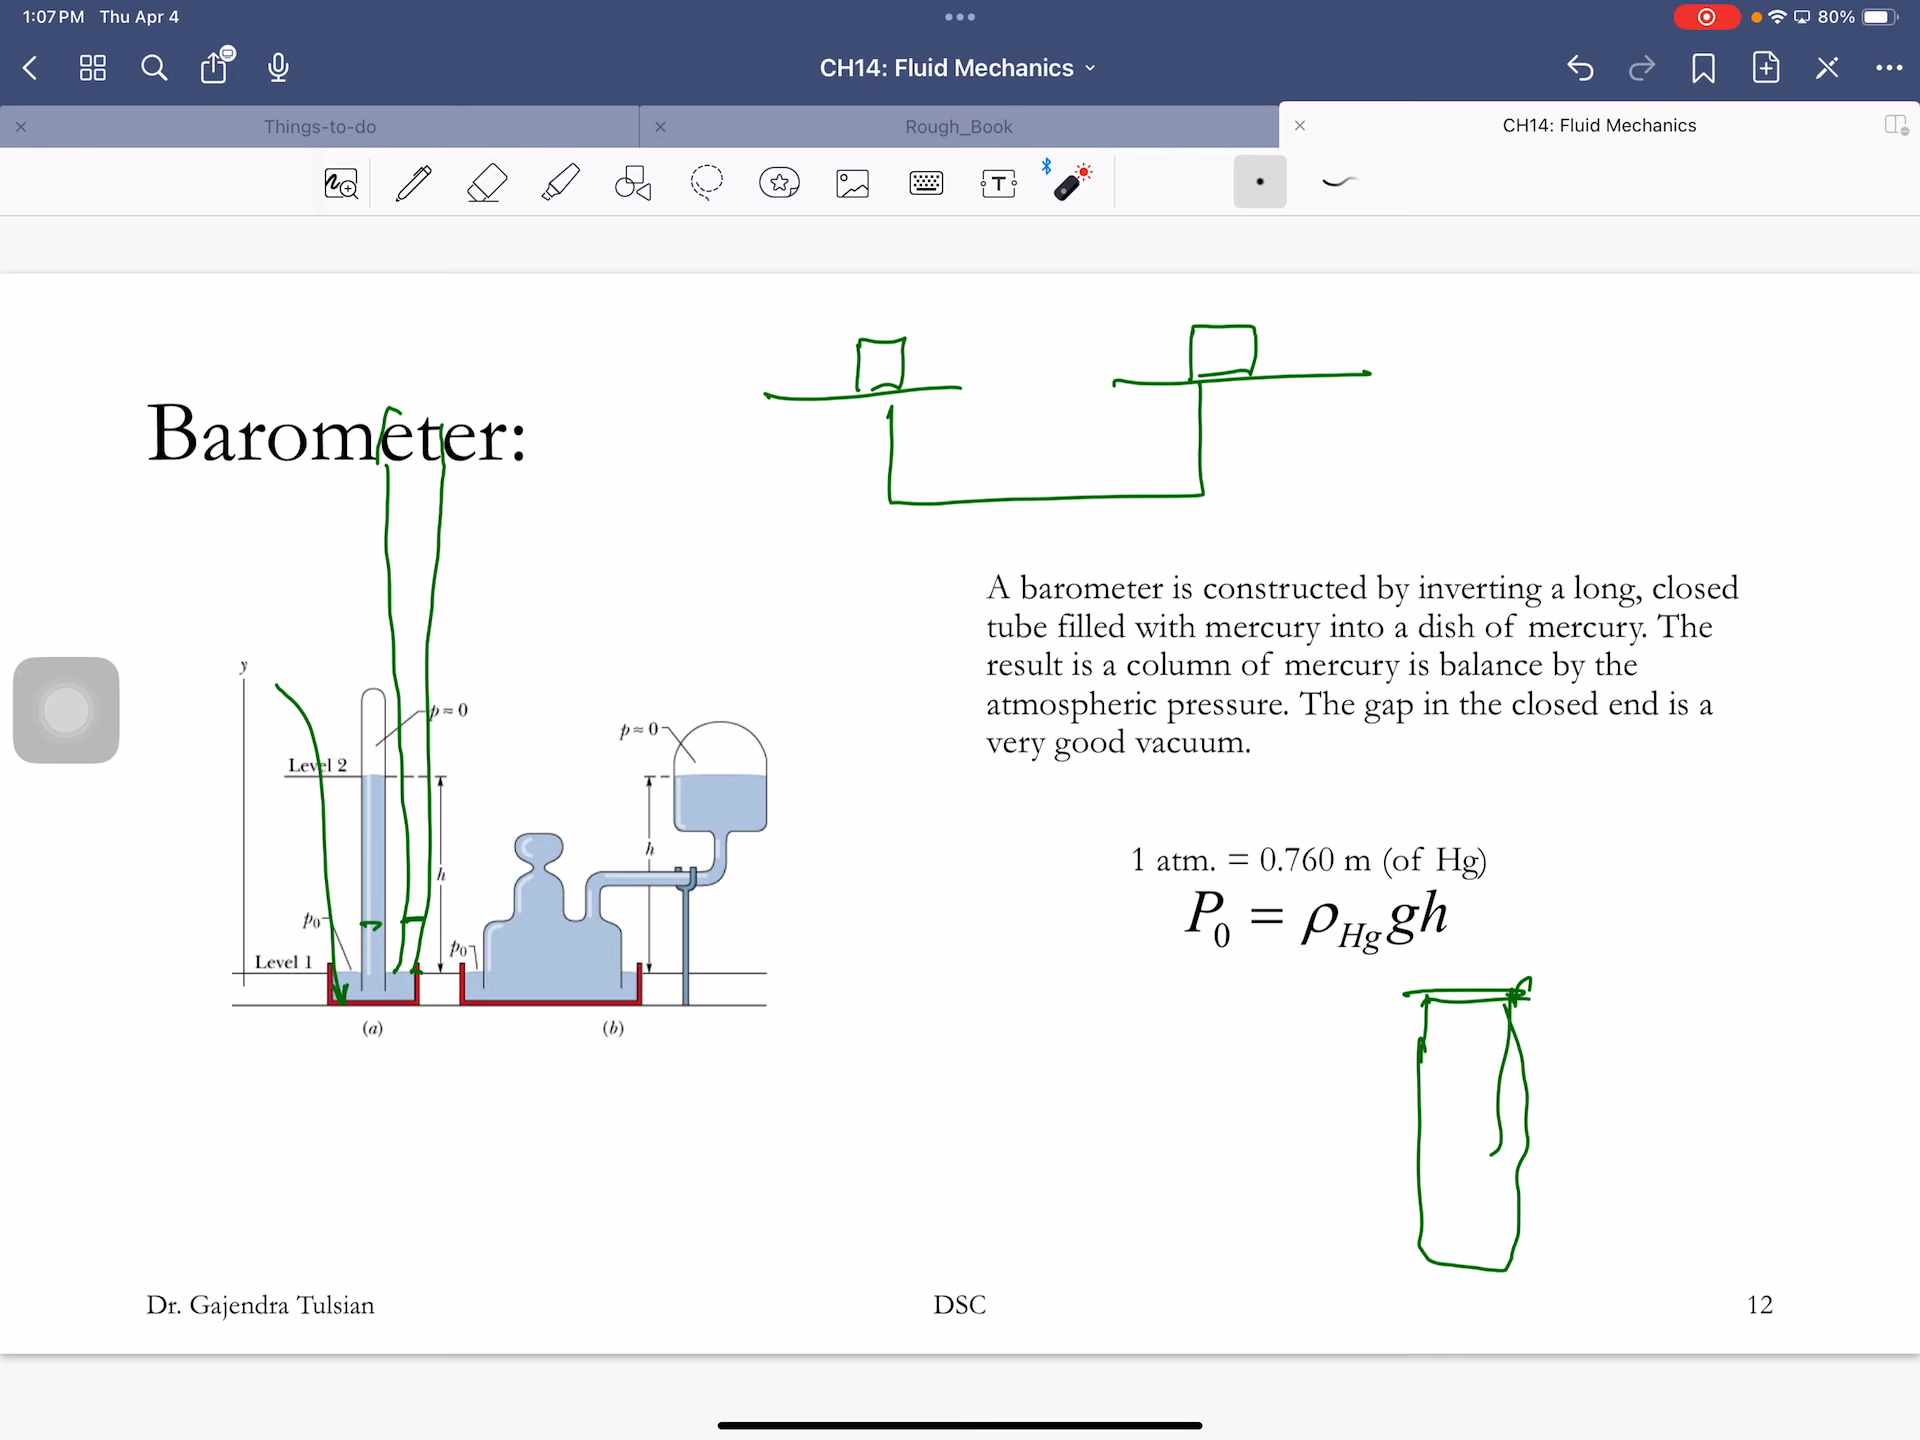 1:07 PM Thu Apr 4
80%
CH14: Fluid Mechanics
Things-to-do
Rough_Book
CH14: Fluid Mechanics
T
Barometer:
A barometer is constructed by inverting a long, closed
tube filled with mercury into a dish of mercury. The
result is a column of mercury is balance by the
atmospheric pressure. The gap in the closed end is a
very good vacuum.
y
p ≈ 0
p ≈ 0
Level 2
h
h
p₀
p₀
Level 1
(a)
(b)
1 atm. = 0.760 m (of Hg)
P₀ = ρ_Hg gh
Dr. Gajendra Tulsian
DSC
12